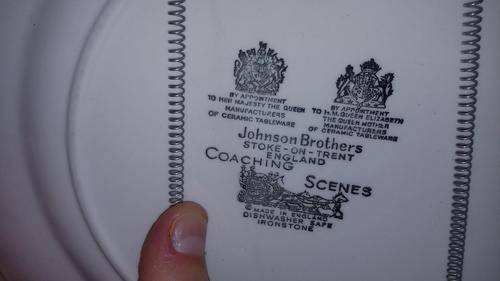 BY APPOINTMENT
TO HER MAJESTY THE QUEEN
MANUFACTURERS
OF CERAMIC TABLEWARE
BY APPOINTMENT
TO H.M. QUEEN ELIZABETH
THE QUEEN MOTHER
MANUFACTURERS
OF CERAMIC TABLEWARE
Johnson Brothers
STOKE-ON-TRENT
ENGLAND
COACHING SCENES
© MADE IN ENGLAND
DISHWASHER SAFE
IRONSTONE